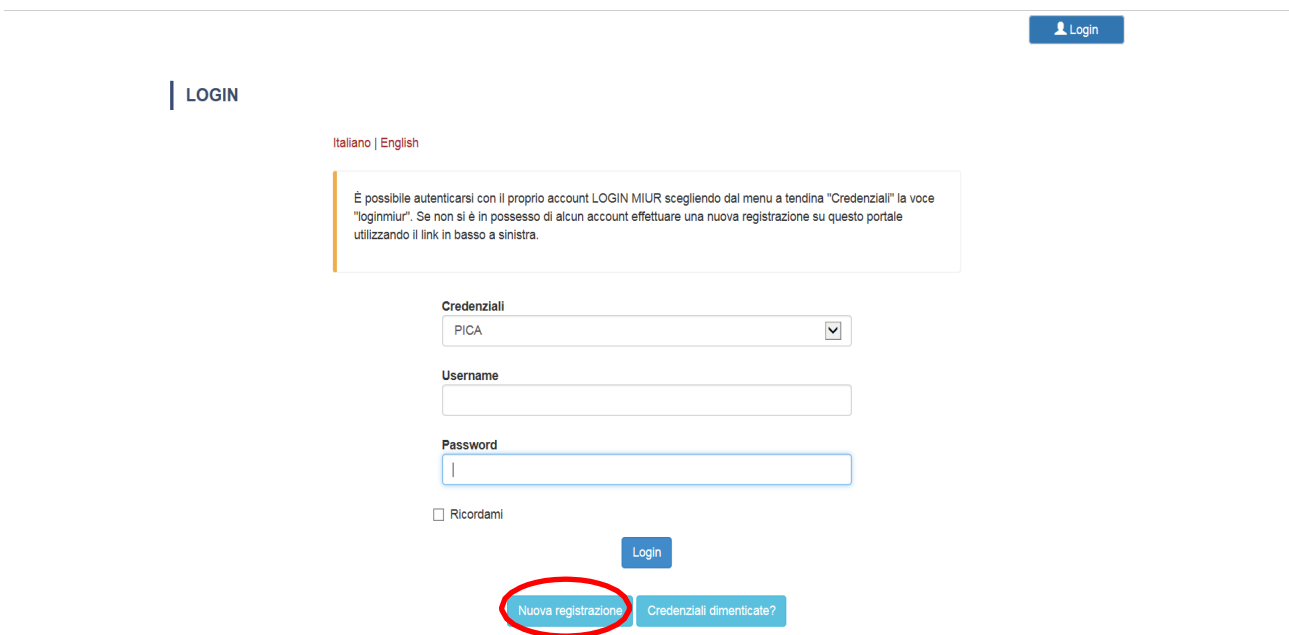 Login
LOGIN
Italiano | English
È possibile autenticarsi con il proprio account LOGIN MIUR scegliendo dal menu a tendina "Credenziali" la voce
"loginmiur". Se non si è in possesso di alcun account effettuare una nuova registrazione su questo portale
utilizzando il link in basso a sinistra.
Credenziali
PICA
Username
Password
Ricordami
Login
Nuova registrazione Credenziali dimenticate?